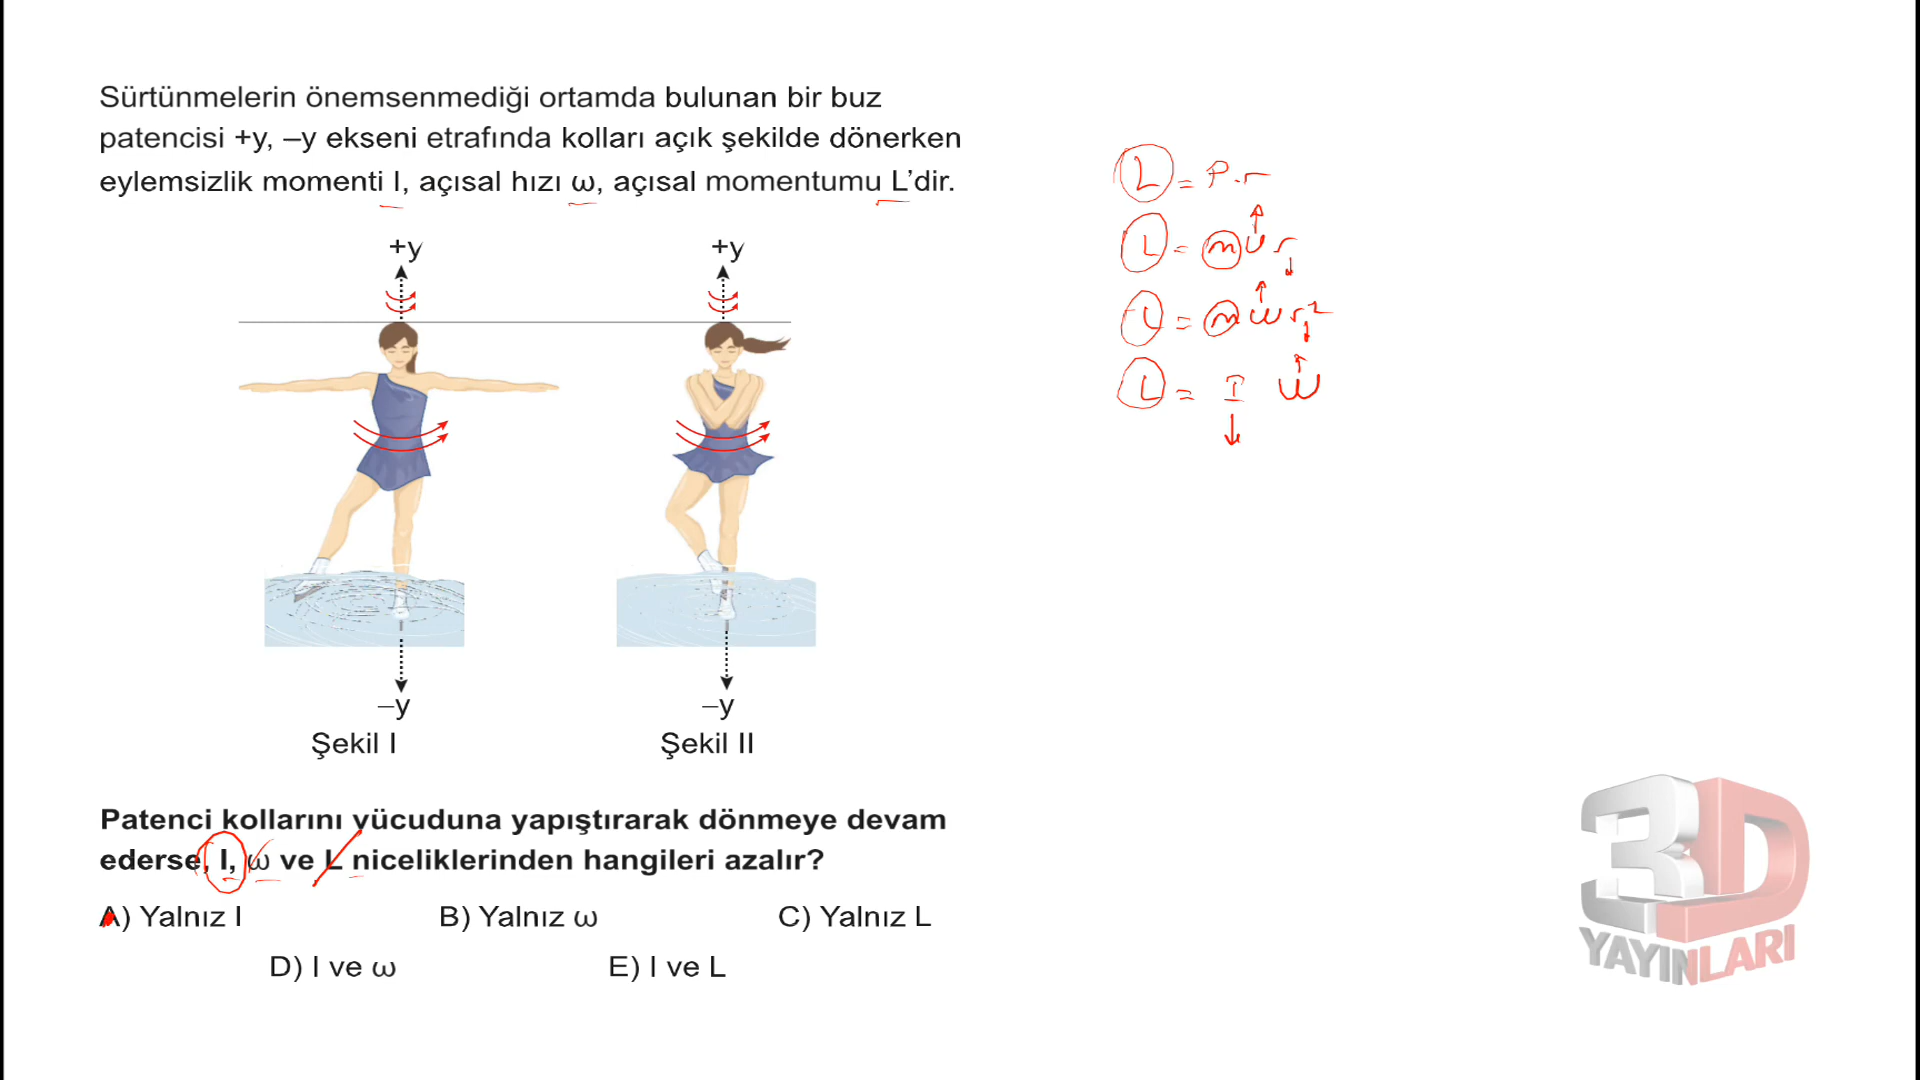 Sürtünmelerin önemsenmediği ortamda bulunan bir buz
patencisi +y, –y ekseni etrafında kolları açık şekilde dönerken
eylemsizlik momenti I, açısal hızı ω, açısal momentumu L'dir.
+y +y
–y –y
Şekil I Şekil II
Patenci kollarını vücuduna yapıştırarak dönmeye devam
ederse, I, ω ve L niceliklerinden hangileri azalır?
A) Yalnız I B) Yalnız ω C) Yalnız L
D) I ve ω E) I ve L
L = P.r
L = m υ r
L = m ω r²
L = I ω
3D
YAYINLARI